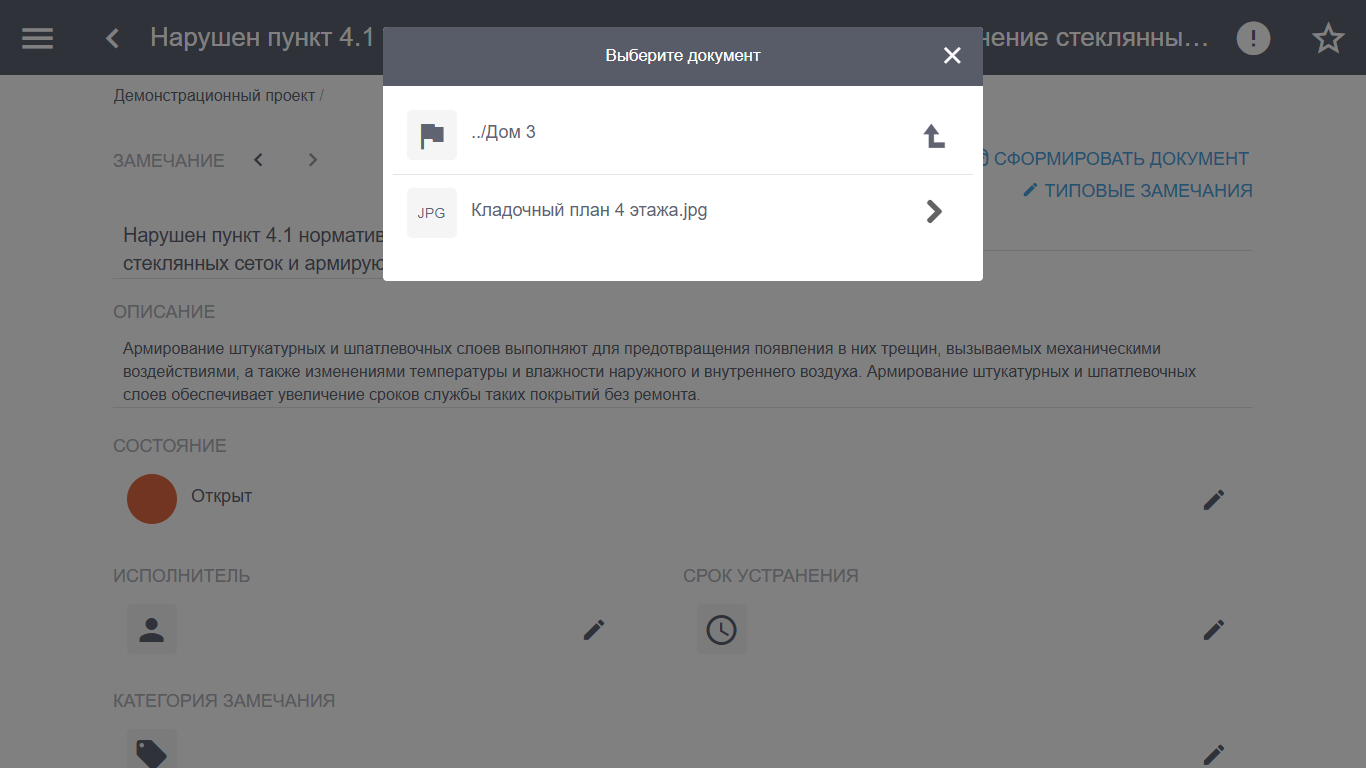 Нарушен пункт 4.1
нение стеклянны...
Выберите документ
Демонстрационный проект /
../Дом 3
ЗАМЕЧАНИЕ
СФОРМИРОВАТЬ ДОКУМЕНТ
ТИПОВЫЕ ЗАМЕЧАНИЯ
JPG
Кладочный план 4 этажа.jpg
Нарушен пункт 4.1 норматив
стеклянных сеток и армирую
ОПИСАНИЕ
Армирование штукатурных и шпатлевочных слоев выполняют для предотвращения появления в них трещин, вызываемых механическими
воздействиями, а также изменениями температуры и влажности наружного и внутреннего воздуха. Армирование штукатурных и шпатлевочных
слоев обеспечивает увеличение сроков службы таких покрытий без ремонта.
СОСТОЯНИЕ
Открыт
ИСПОЛНИТЕЛЬ
СРОК УСТРАНЕНИЯ
КАТЕГОРИЯ ЗАМЕЧАНИЯ